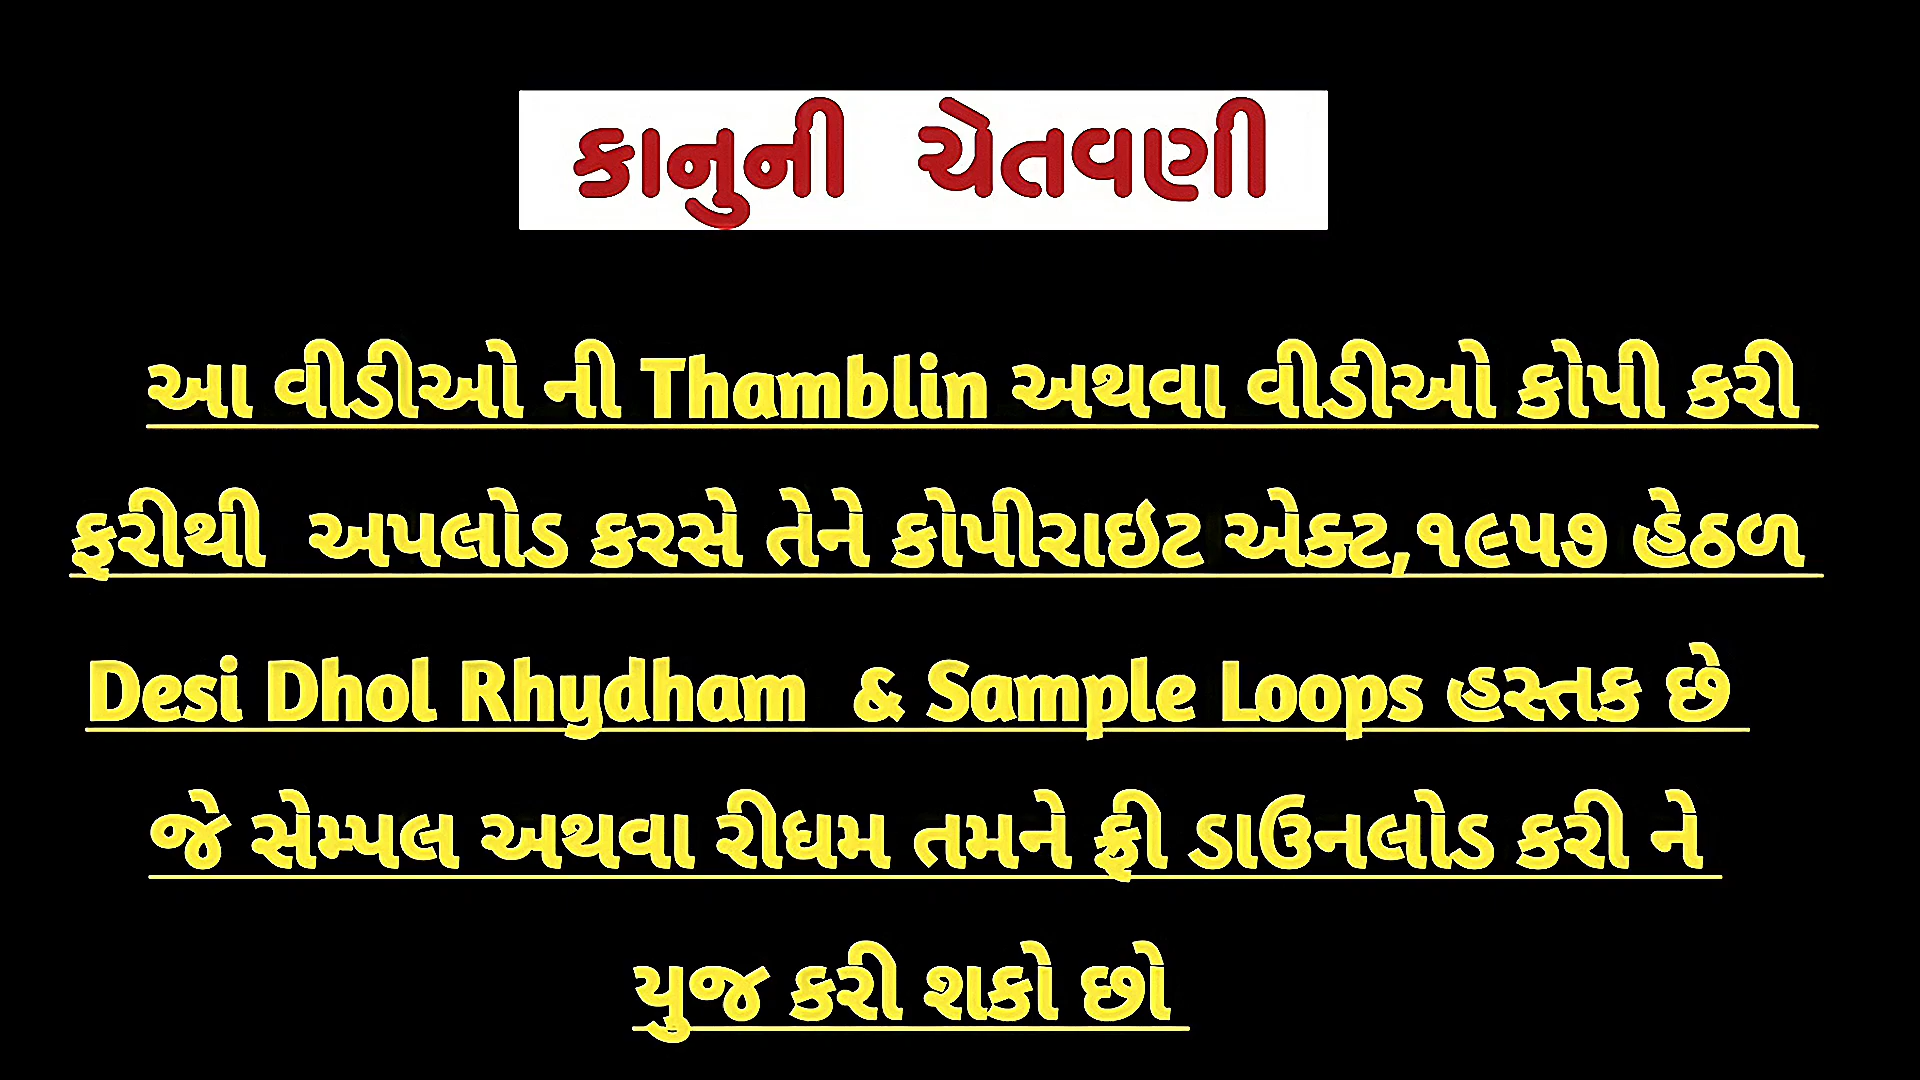 કાનુની ચેતવણી
આ વીડીઓ ની Thamblin અથવા વીડીઓ કોપી કરી
ફરીથી અપલોડ કરસે તેને કોપીરાઇટ એક્ટ,૧૯૫૭ હેઠળ
Desi Dhol Rhydham & Sample Loops હસ્તક છે
જે સેમ્પલ અથવા રીધમ તમને ફ્રી ડાઉનલોડ કરી ને
યુજ કરી શકો છો